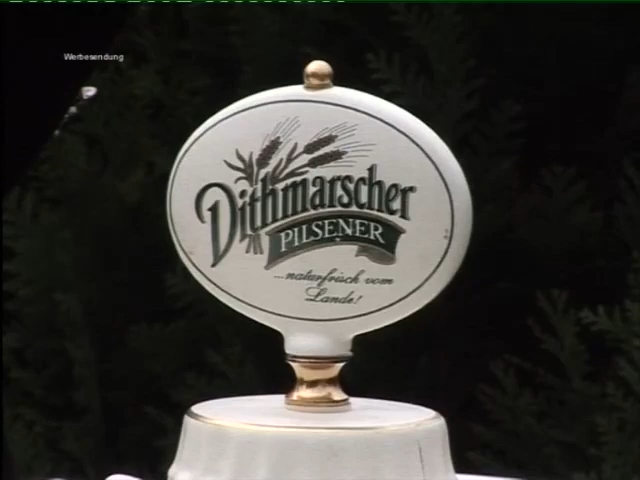 Werbesendung
Dithmarscher
PILSENER
...naturfrisch vom
Lande!